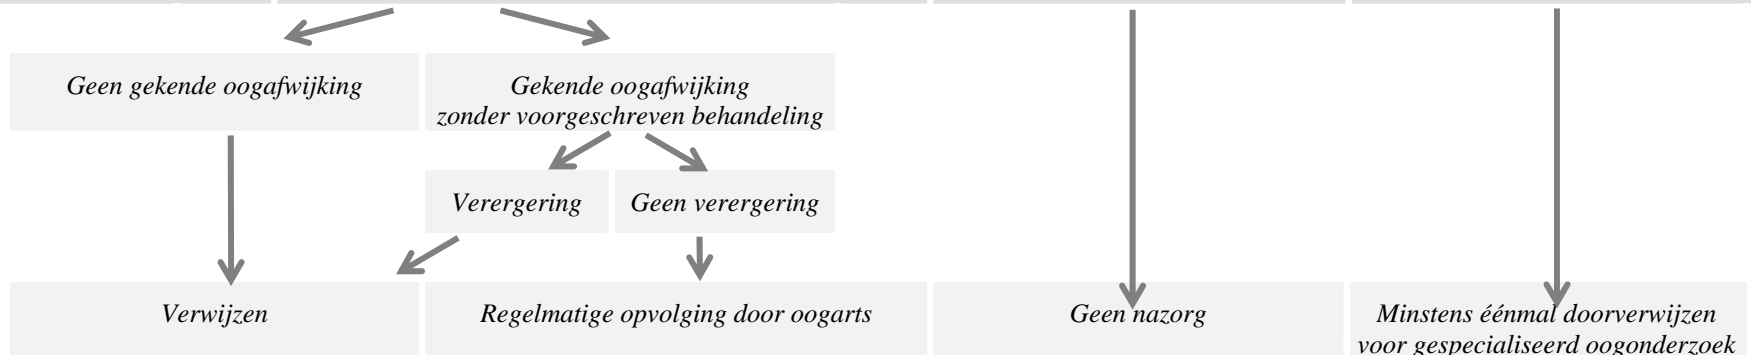 Geen gekende oogafwijking
Gekende oogafwijking
zonder voorgeschreven behandeling
Verergering
Geen verergering
Verwijzen
Regelmatige opvolging door oogarts
Geen nazorg
Minstens éénmal doorverwijzen
voor gespecialiseerd oogonderzoek